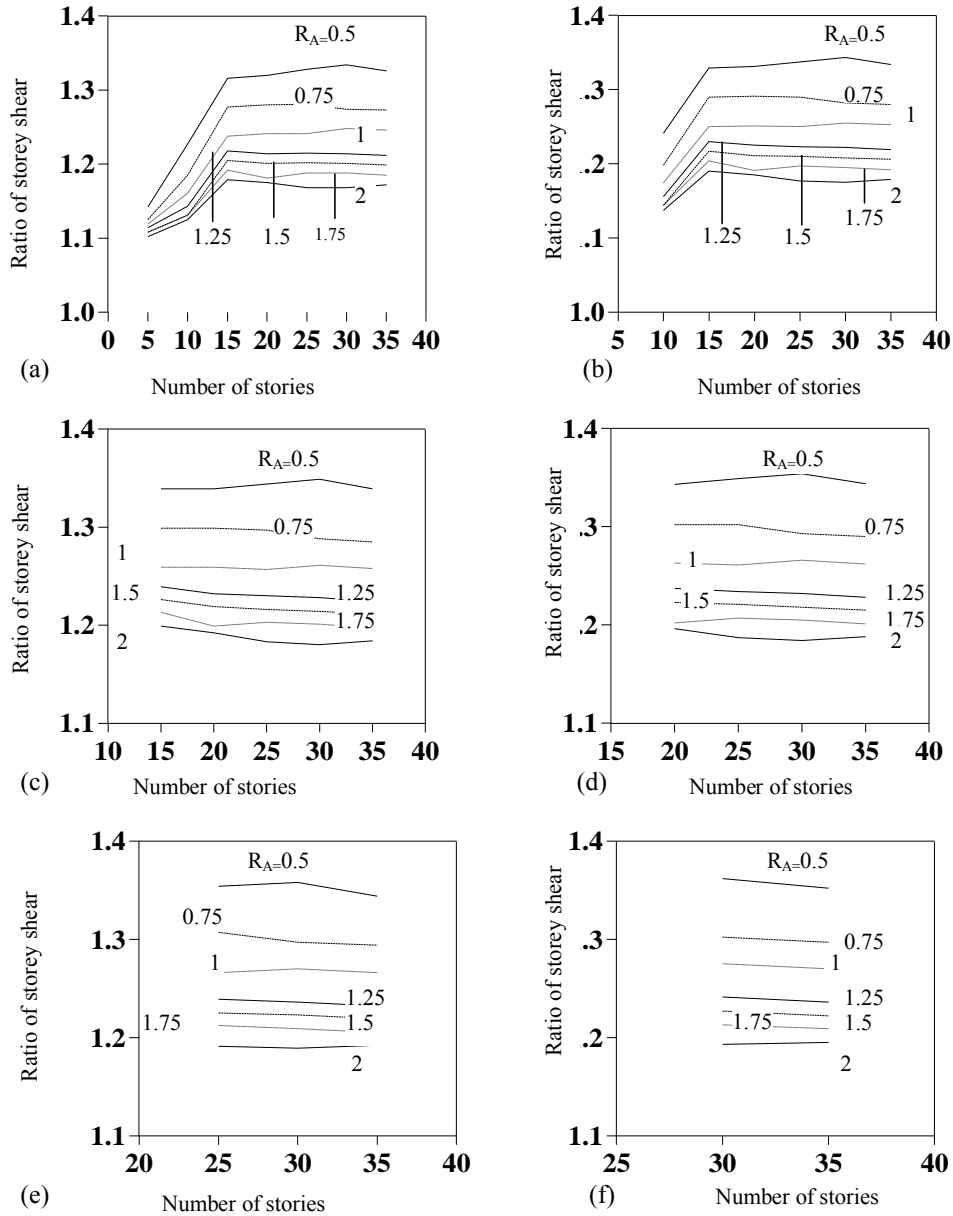 1.4
R_A=0.5
1.3
0.75
1
1.2
2
1.25
1.5
1.75
1.1
1.0
0 5 10 15 20 25 30 35 40
Ratio of storey shear
(a)
Number of stories
1.4
R_A=0.5
.3
0.75
1
.2
2
1.75
1.25
1.5
.1
1.0
5 10 15 20 25 30 35 40
Ratio of storey shear
(b)
Number of stories
1.4
R_A=0.5
1.3
0.75
1
1.5
1.25
1.2
1.75
2
1.1
10 15 20 25 30 35 40
Ratio of storey shear
(c)
Number of stories
1.4
R_A=0.5
.3
0.75
1
1.25
1.5
.2
1.75
2
1.1
15 20 25 30 35 40
Ratio of storey shear
(d)
Number of stories
1.4
R_A=0.5
1.3
0.75
1
1.25
1.75
1.5
1.2
2
1.1
20 25 30 35 40
Ratio of storey shear
(e)
Number of stories
1.4
R_A=0.5
.3
0.75
1
1.25
1.75
1.5
.2
2
1.1
25 30 35 40
Ratio of storey shear
(f)
Number of stories